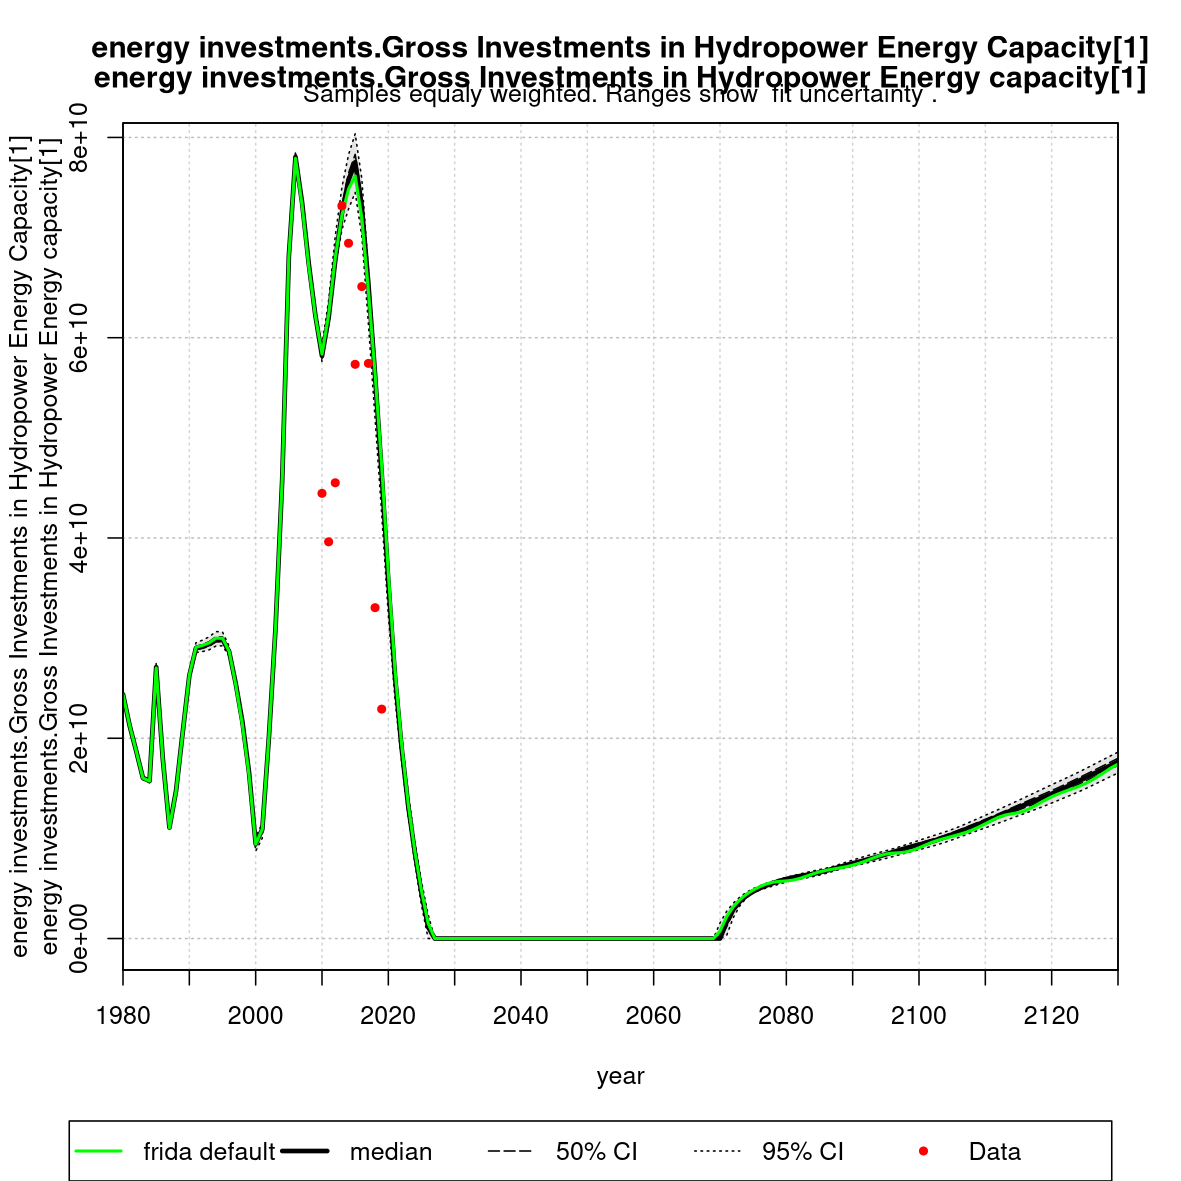 energy investments.Gross Investments in Hydropower Energy Capacity[1]
energy investments.Gross Investments in Hydropower Energy capacity[1]
Samples equaly weighted. Ranges show  fit uncertainty .
energy investments.Gross Investments in Hydropower Energy Capacity[1]
energy investments.Gross Investments in Hydropower Energy capacity[1]
8e+10
6e+10
4e+10
2e+10
0e+00
1980 2000 2020 2040 2060 2080 2100 2120
year
frida default median 50% CI 95% CI Data